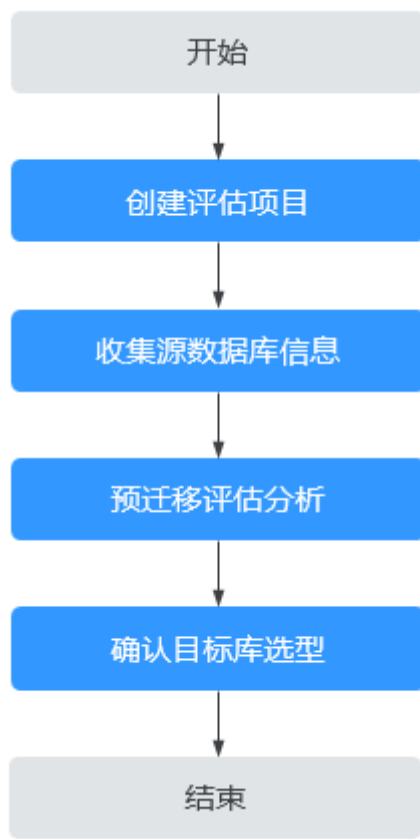 开始
创建评估项目
收集源数据库信息
预迁移评估分析
确认目标库选型
结束